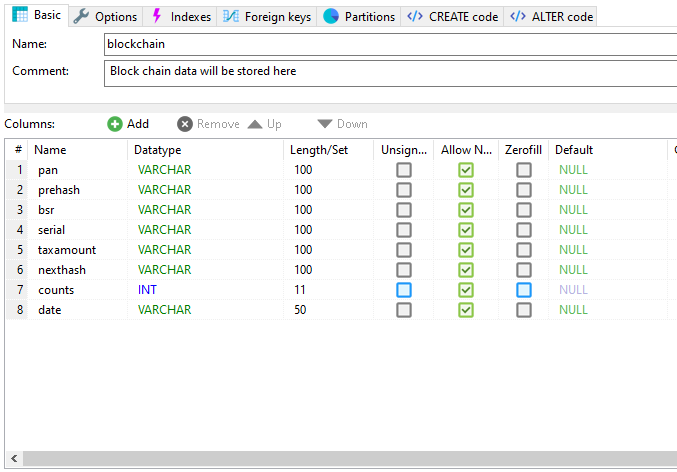 Basic Options Indexes Foreign keys Partitions CREATE code ALTER code
Name: blockchain
Comment: Block chain data will be stored here
Columns: Add Remove Up Down
# Name Datatype Length/Set Unsign... Allow N... Zerofill Default
1 pan VARCHAR 100 NULL
2 prehash VARCHAR 100 NULL
3 bsr VARCHAR 100 NULL
4 serial VARCHAR 100 NULL
5 taxamount VARCHAR 100 NULL
6 nexthash VARCHAR 100 NULL
7 counts INT 11 NULL
8 date VARCHAR 50 NULL